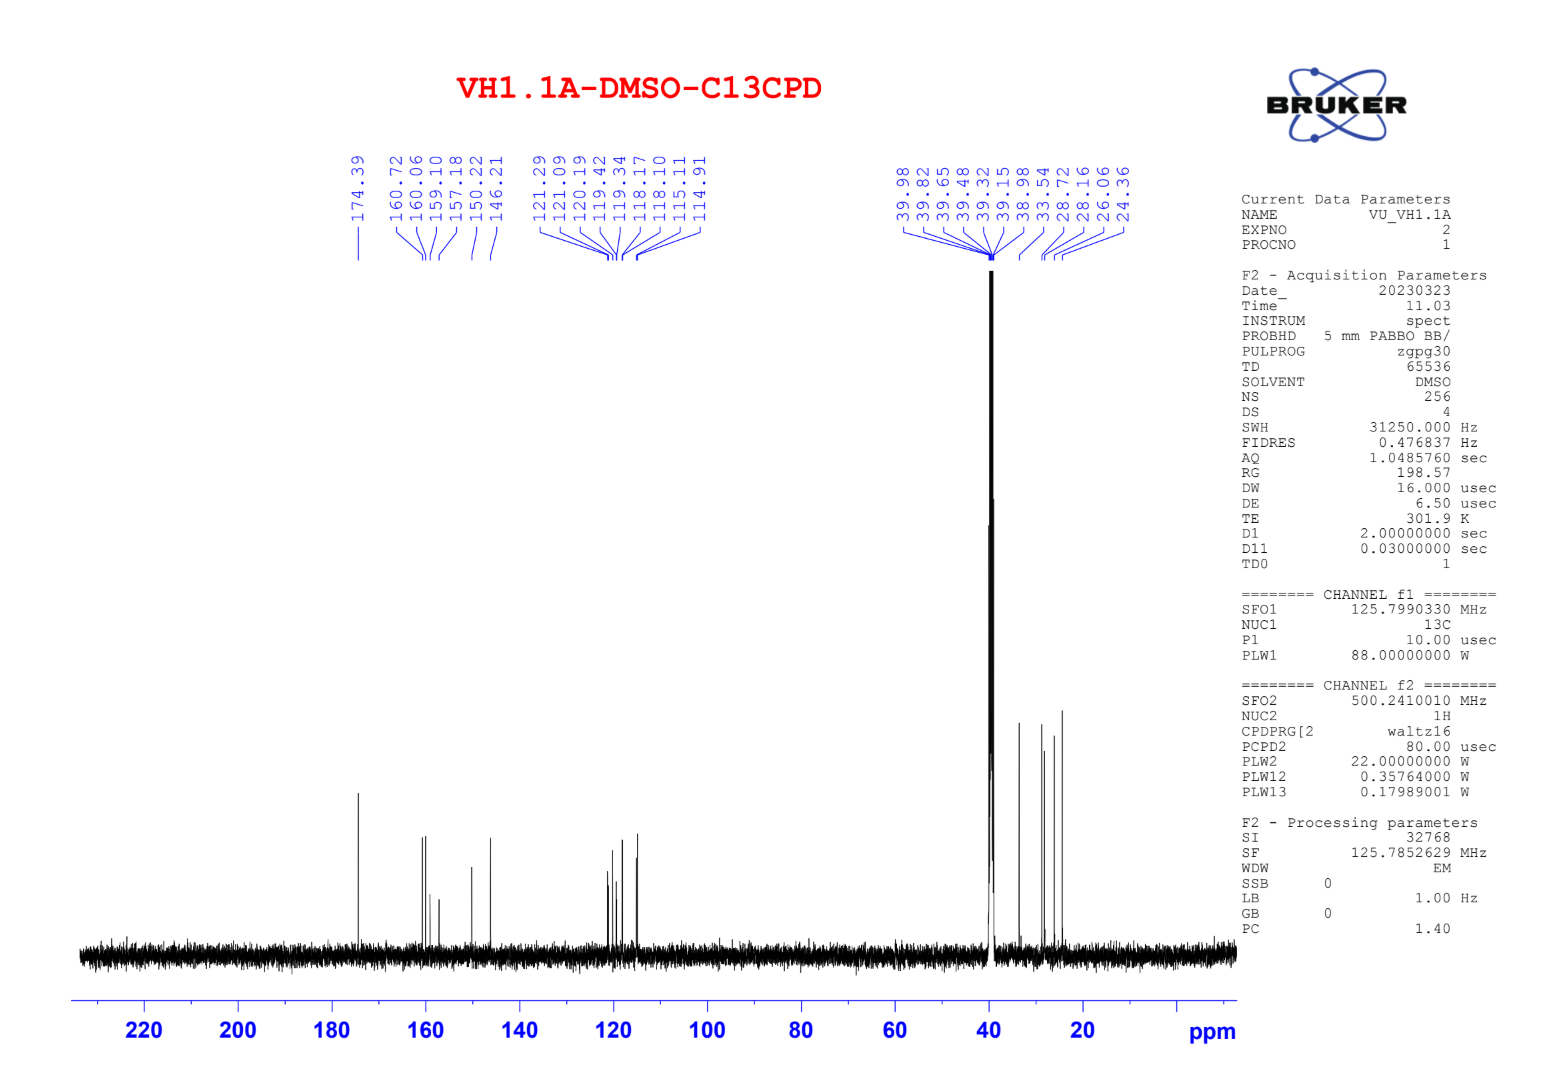 VH1.1A-DMSO-C13CPD
BRUKER
174.39
160.72
160.06
159.10
157.18
150.22
146.21
121.29
121.09
120.19
119.42
119.34
118.17
118.10
115.11
114.91
39.98
39.82
39.65
39.48
39.32
39.15
38.98
33.54
28.72
28.16
26.06
24.36
Current Data Parameters
NAME VU_VH1.1A
EXPNO 2
PROCNO 1
F2 - Acquisition Parameters
Date_ 20230323
Time 11.03
INSTRUM spect
PROBHD 5 mm PABBO BB/
PULPROG zgpg30
TD 65536
SOLVENT DMSO
NS 256
DS 4
SWH 31250.000 Hz
FIDRES 0.476837 Hz
AQ 1.0485760 sec
RG 198.57
DW 16.000 usec
DE 6.50 usec
TE 301.9 K
D1 2.00000000 sec
D11 0.03000000 sec
TD0 1
======== CHANNEL f1 ========
SFO1 125.7990330 MHz
NUC1 13C
P1 10.00 usec
PLW1 88.00000000 W
======== CHANNEL f2 ========
SFO2 500.2410010 MHz
NUC2 1H
CPDPRG[2 waltz16
PCPD2 80.00 usec
PLW2 22.00000000 W
PLW12 0.35764000 W
PLW13 0.17989001 W
F2 - Processing parameters
SI 32768
SF 125.7852629 MHz
WDW EM
SSB 0
LB 1.00 Hz
GB 0
PC 1.40
220 200 180 160 140 120 100 80 60 40 20 ppm